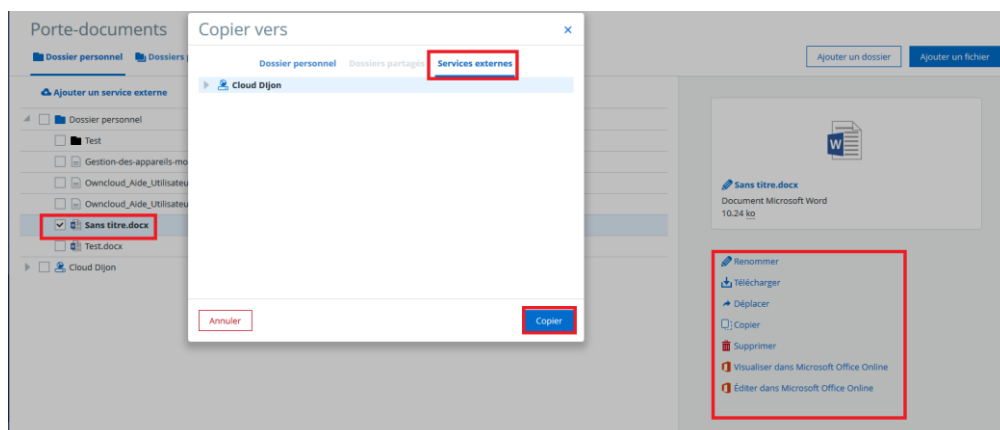 Porte-documents
Dossier personnel
Dossiers
Ajouter un dossier
Ajouter un fichier
Ajouter un service externe
Dossier personnel
Test
Gestion-des-appareils-mo
Owncloud_Aide_Utilisateu
Owncloud_Aide_Utilisateu
Sans titre.docx
Test.docx
Cloud DIjon
Copier vers
×
Dossier personnel Dossiers partagés Services externes
Cloud DIjon
Annuler
Copier
W
Sans titre.docx
Document Microsoft Word
10.24 ko
Renommer
Télécharger
Déplacer
Copier
Supprimer
Visualiser dans Microsoft Office Online
Éditer dans Microsoft Office Online